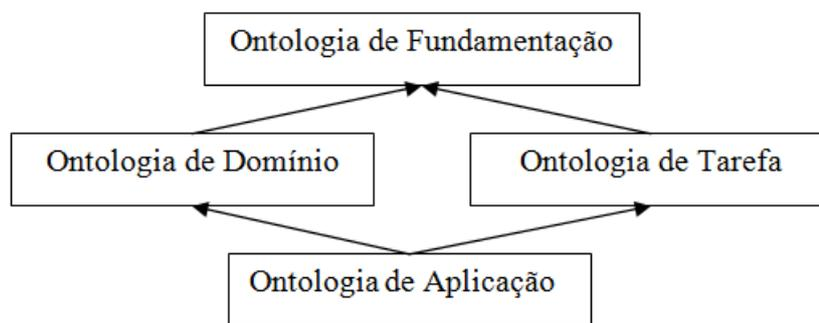 Ontologia de Fundamentação
Ontologia de Domínio
Ontologia de Tarefa
Ontologia de Aplicação